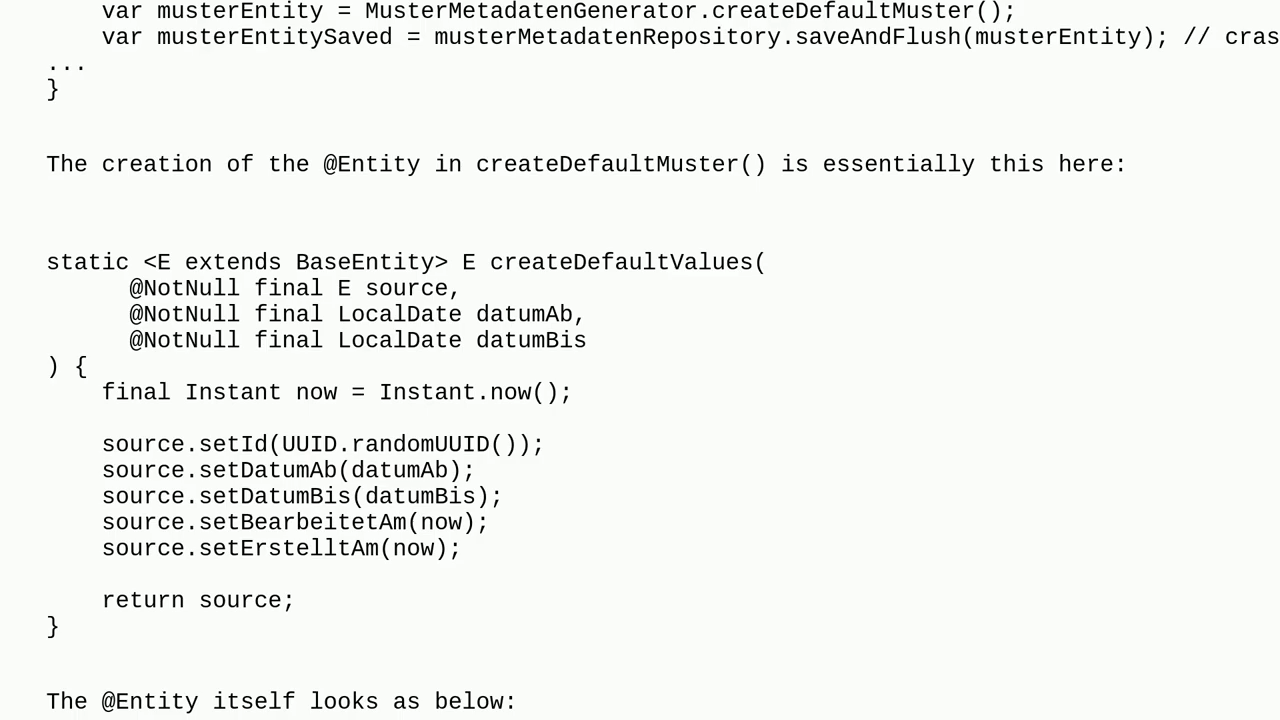 var musterEntity = MusterMetadatenGenerator.createDefaultMuster();
var musterEntitySaved = musterMetadatenRepository.saveAndFlush(musterEntity); // cras
...
}
The creation of the @Entity in createDefaultMuster() is essentially this here:
static <E extends BaseEntity> E createDefaultValues(
@NotNull final E source,
@NotNull final LocalDate datumAb,
@NotNull final LocalDate datumBis
) {
final Instant now = Instant.now();
source.setId(UUID.randomUUID());
source.setDatumAb(datumAb);
source.setDatumBis(datumBis);
source.setBearbeitetAm(now);
source.setErstelltAm(now);
return source;
}
The @Entity itself looks as below: